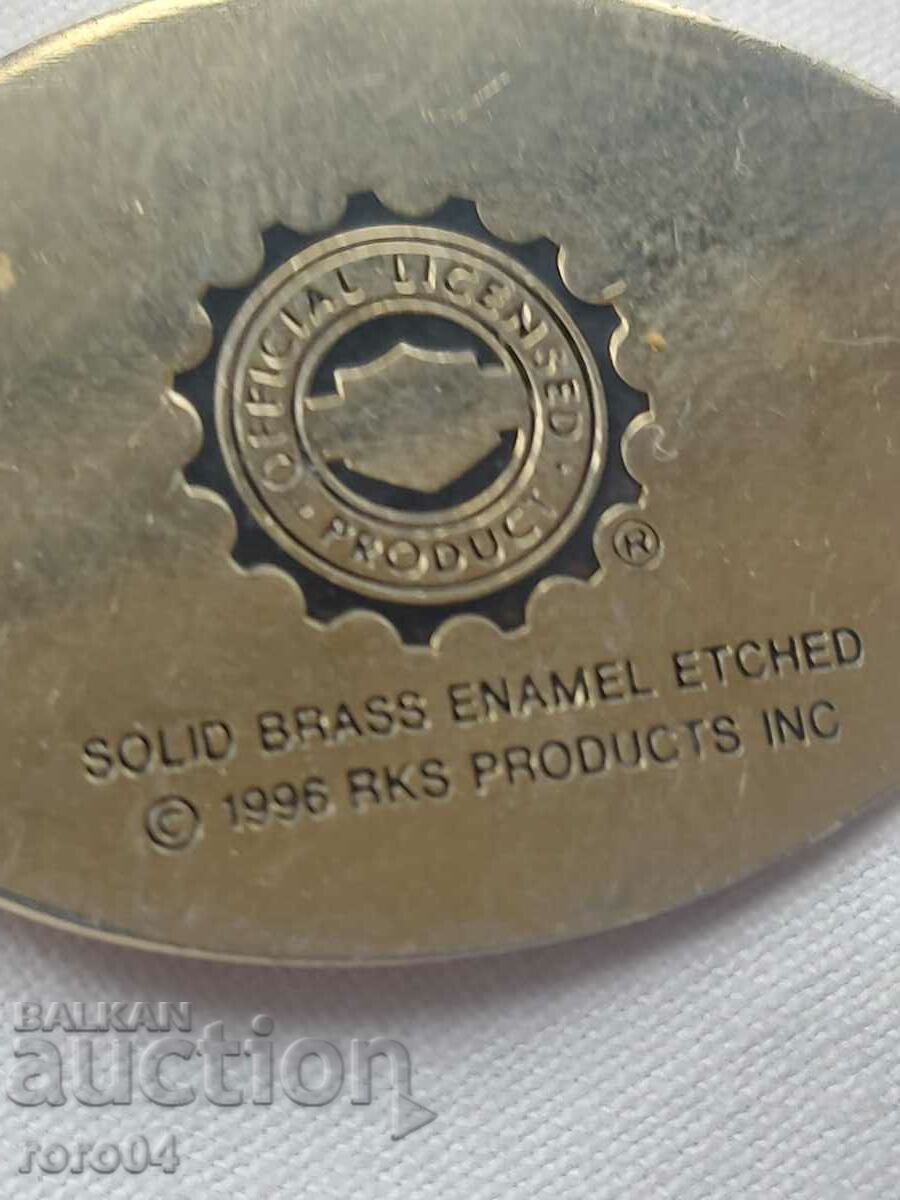 OFFICIAL LICENSED
· PRODUCT ·
®
SOLID BRASS ENAMEL ETCHED
© 1996 RKS PRODUCTS INC
BALKAN
auction
roro04